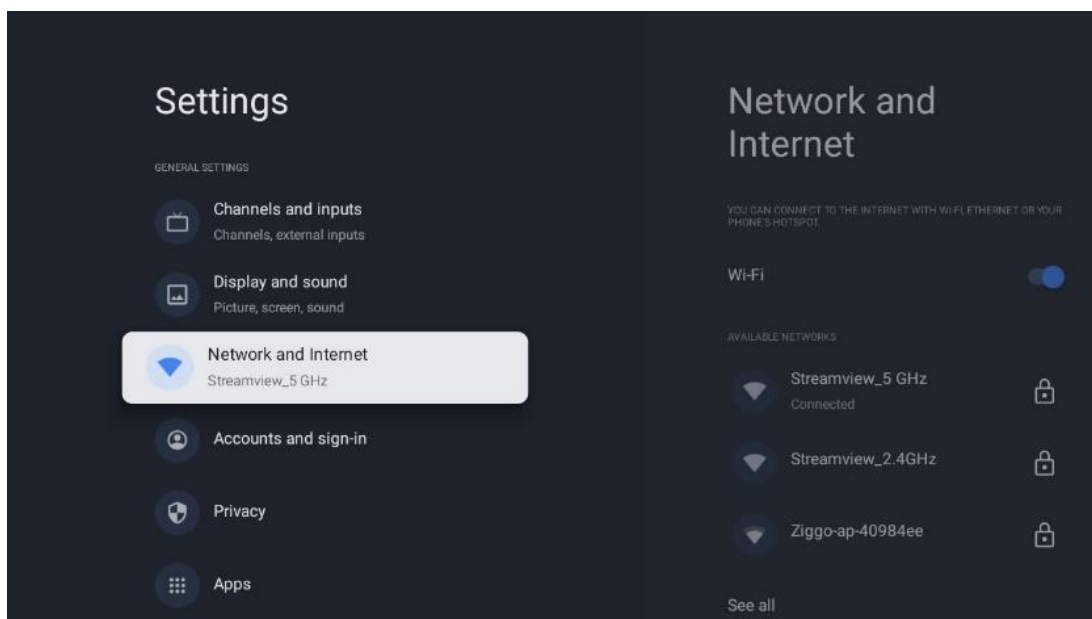 Settings
GENERAL SETTINGS
Channels and inputs
Channels, external inputs
Display and sound
Picture, screen, sound
Network and Internet
Streamview_5 GHz
Accounts and sign-in
Privacy
Apps
Network and
Internet
YOU CAN CONNECT TO THE INTERNET WITH WI-FI, ETHERNET OR YOUR
PHONE'S HOTSPOT.
Wi-Fi
AVAILABLE NETWORKS
Streamview_5 GHz
Connected
Streamview_2.4GHz
Ziggo-ap-40984ee
See all